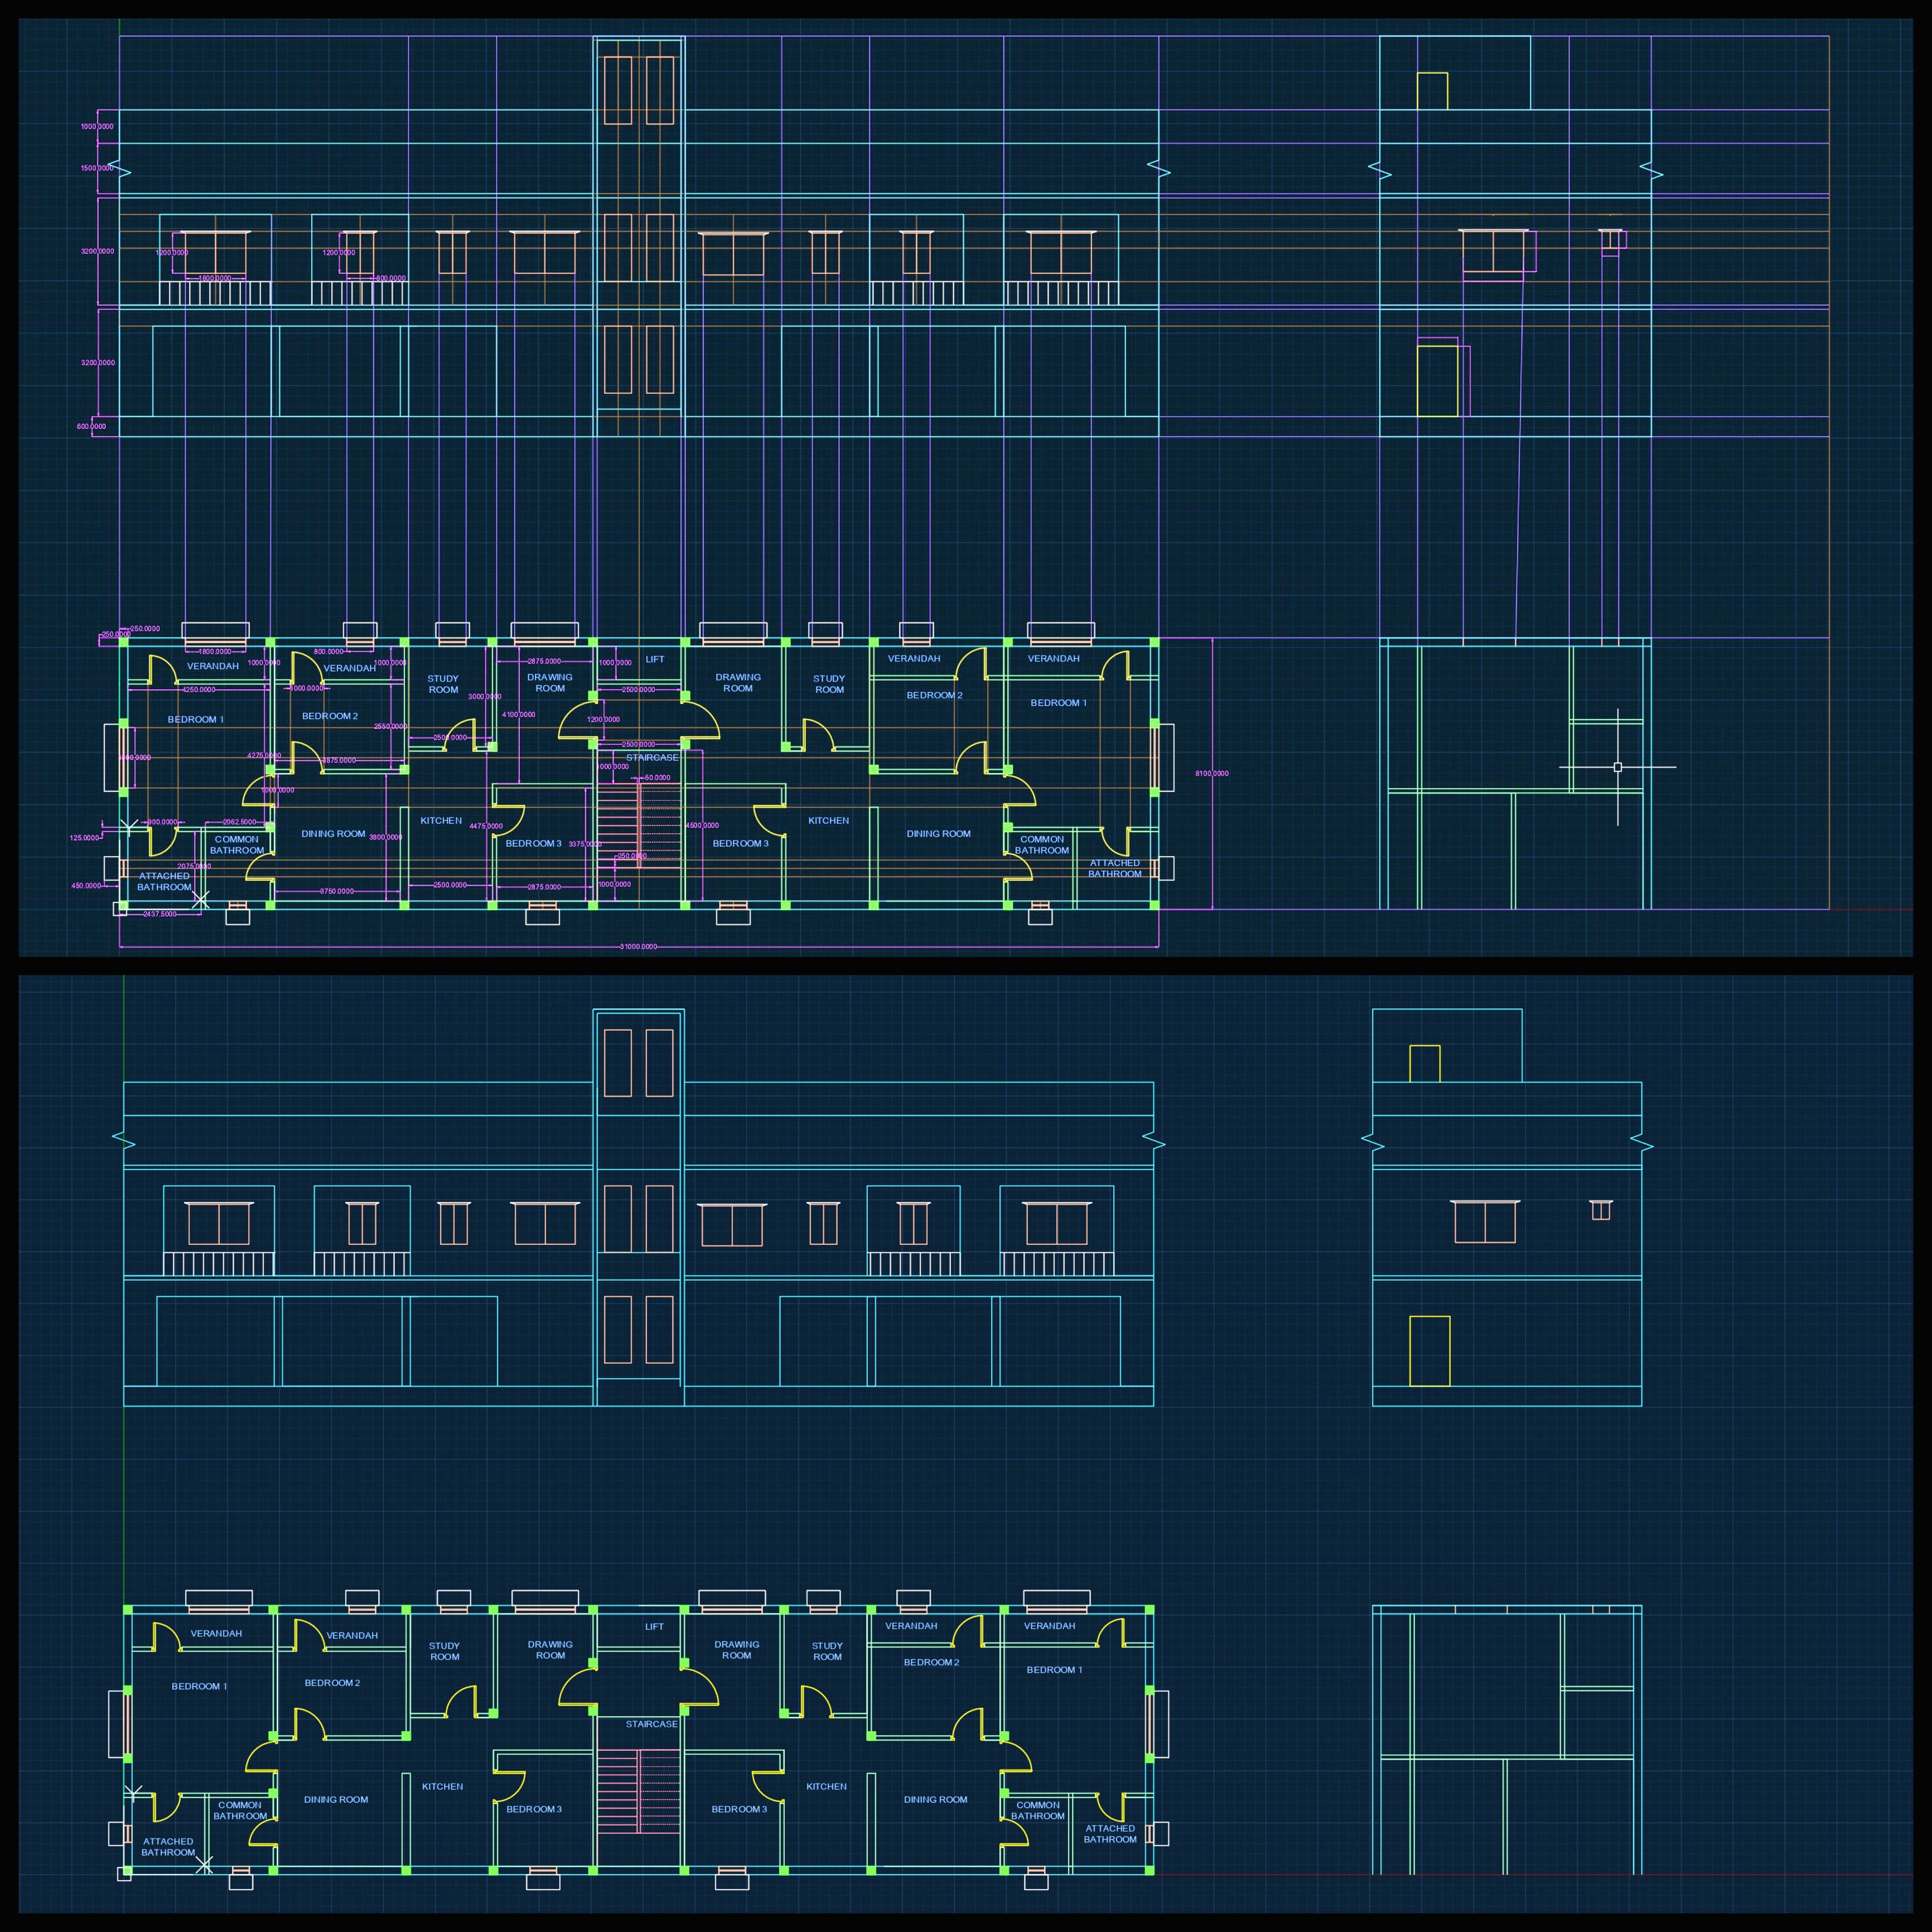 1000.0000
1500.0000
3200.0000
1200.0000
1200.0000
1800.0000
800.0000
3200.0000
600.0000
250.0000
250.0000
1800.0000
800.0000
VERANDAH
1000.0000
VERANDAH
1000.0000
2875.0000
1000.0000
LIFT
VERANDAH
VERANDAH
STUDY
ROOM
DRAWING
ROOM
DRAWING
ROOM
STUDY
ROOM
4250.0000
1000.0000
2500.0000
BEDROOM 2
3000.0000
BEDROOM 1
BEDROOM 1
BEDROOM 2
4100.0000
1200.0000
2550.0000
2500.0000
2500.0000
4275.0000
3875.0000
STAIRCASE
1000.0000
50.0000
8100.0000
1000.0000
900.0000
2062.5000
KITCHEN
4475.0000
4500.0000
KITCHEN
125.0000
COMMON
BATHROOM
DINING ROOM
3800.0000
BEDROOM 3
3375.0000
BEDROOM 3
DINING ROOM
COMMON
BATHROOM
2075.0000
250.0000
ATTACHED
BATHROOM
ATTACHED
BATHROOM
450.0000
3750.0000
2500.0000
2875.0000
1000.0000
2437.5000
31000.0000
VERANDAH
VERANDAH
LIFT
VERANDAH
VERANDAH
STUDY
ROOM
DRAWING
ROOM
DRAWING
ROOM
STUDY
ROOM
BEDROOM 1
BEDROOM 2
BEDROOM 2
BEDROOM 1
STAIRCASE
KITCHEN
KITCHEN
COMMON
BATHROOM
DINING ROOM
BEDROOM 3
BEDROOM 3
DINING ROOM
COMMON
BATHROOM
ATTACHED
BATHROOM
ATTACHED
BATHROOM